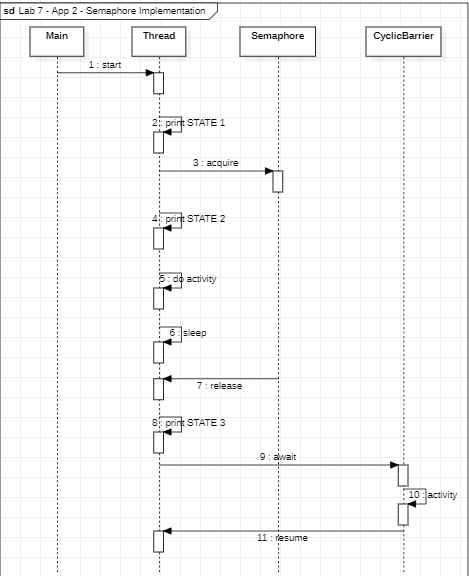 sd Lab 7 - App 2 - Semaphore Implementation
Main Thread Semaphore CyclicBarrier
1 : start
2 : print STATE 1
3 : acquire
4 : print STATE 2
5 : do activity
6 : sleep
7 : release
8 : print STATE 3
9 : await
10 : activity
11 : resume